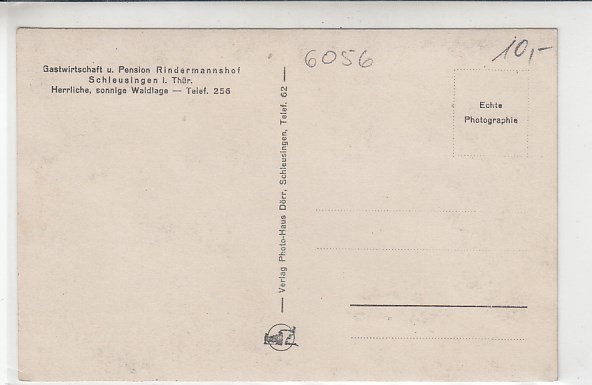 Gastwirtschaft u. Pension Rindermannshof
Schleusingen i. Thür.
Herrliche, sonnige Waldlage — Telef. 256
— Verlag Photo-Haus Dürr, Schleusingen, Telef. 62 —
6056
10,-
Echte
Photographie